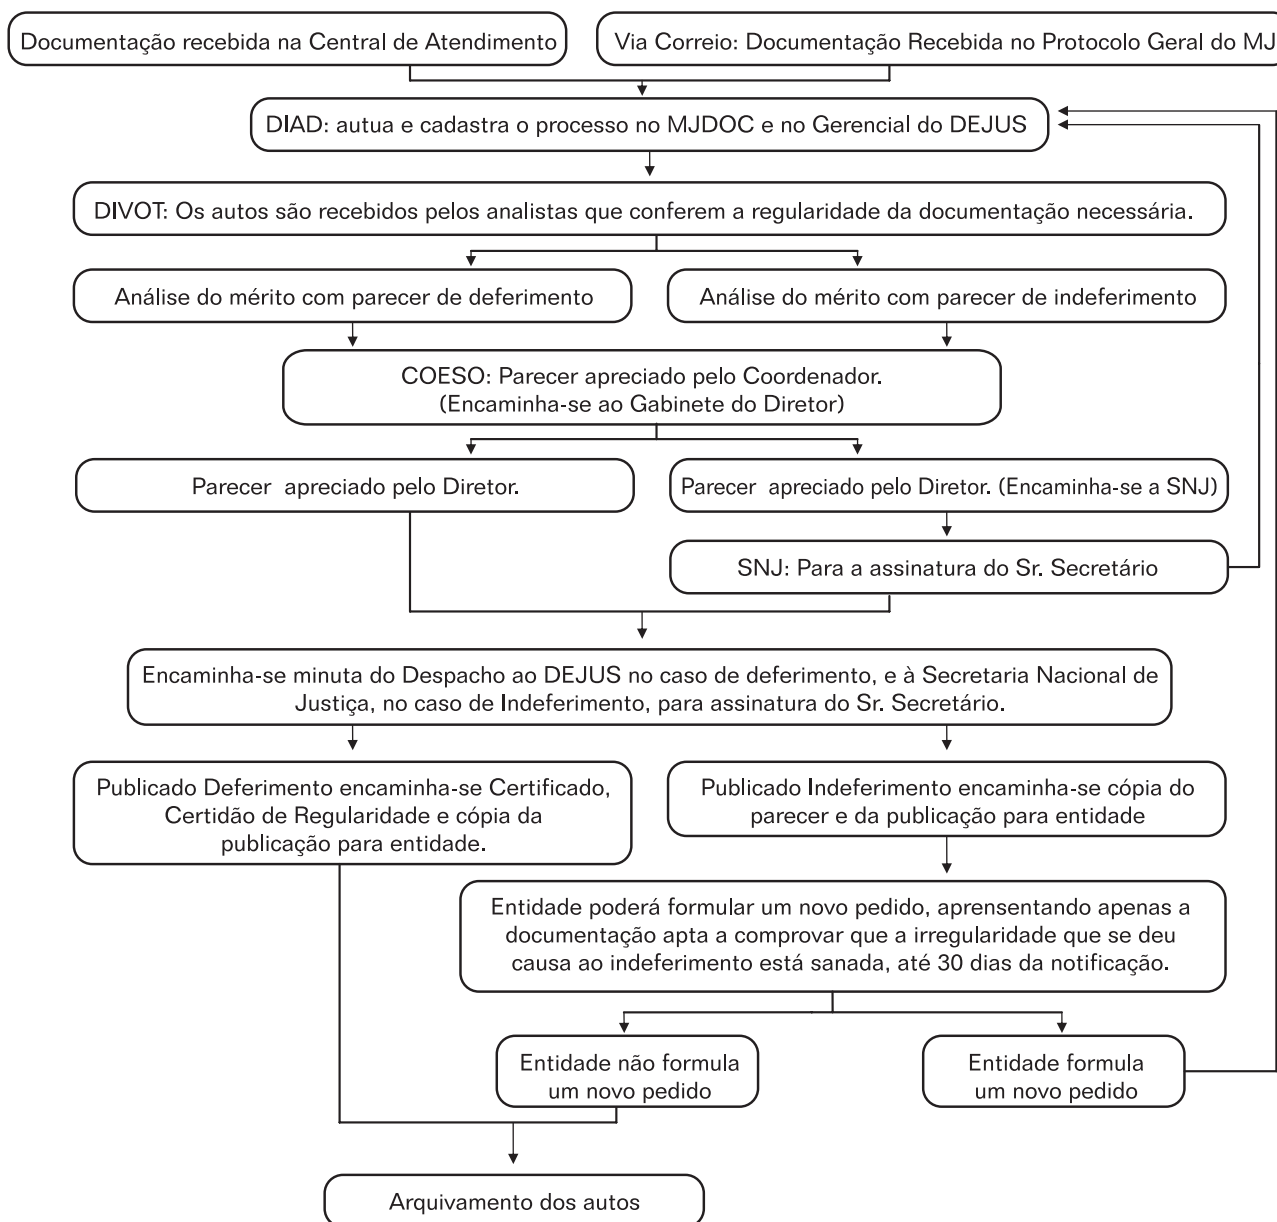 Documentação recebida na Central de Atendimento
Via Correio: Documentação Recebida no Protocolo Geral do MJ
DIAD: autua e cadastra o processo no MJDOC e no Gerencial do DEJUS
DIVOT: Os autos são recebidos pelos analistas que conferem a regularidade da documentação necessária.
Análise do mérito com parecer de deferimento
Análise do mérito com parecer de indeferimento
COESO: Parecer apreciado pelo Coordenador.
(Encaminha-se ao Gabinete do Diretor)
Parecer apreciado pelo Diretor.
Parecer apreciado pelo Diretor. (Encaminha-se a SNJ)
SNJ: Para a assinatura do Sr. Secretário
Encaminha-se minuta do Despacho ao DEJUS no caso de deferimento, e à Secretaria Nacional de
Justiça, no caso de Indeferimento, para assinatura do Sr. Secretário.
Publicado Deferimento encaminha-se Certificado,
Certidão de Regularidade e cópia da
publicação para entidade.
Publicado Indeferimento encaminha-se cópia do
parecer e da publicação para entidade
Entidade poderá formular um novo pedido, aprensentando apenas a
documentação apta a comprovar que a irregularidade que se deu
causa ao indeferimento está sanada, até 30 dias da notificação.
Entidade não formula
um novo pedido
Entidade formula
um novo pedido
Arquivamento dos autos